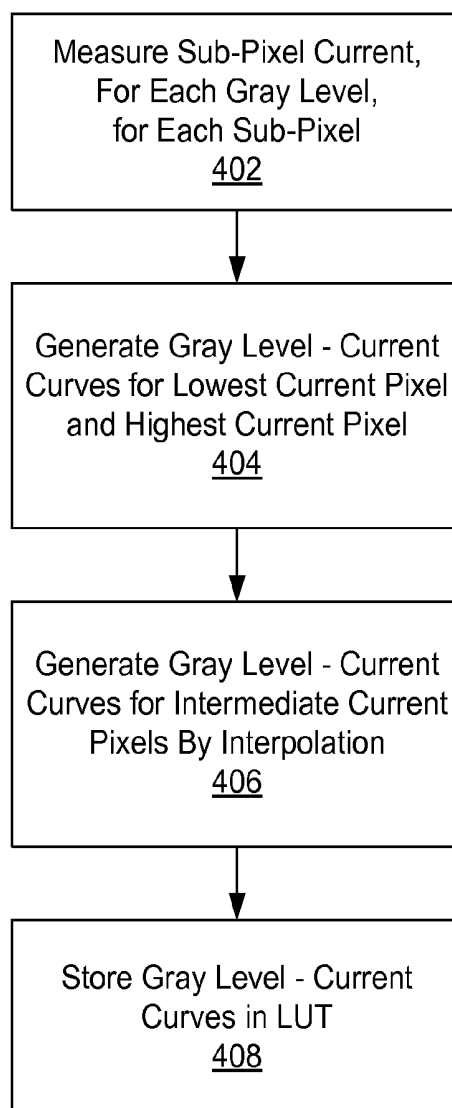 Measure Sub-Pixel Current,
For Each Gray Level,
for Each Sub-Pixel
402
Generate Gray Level - Current
Curves for Lowest Current Pixel
and Highest Current Pixel
404
Generate Gray Level - Current
Curves for Intermediate Current
Pixels By Interpolation
406
Store Gray Level - Current
Curves in LUT
408